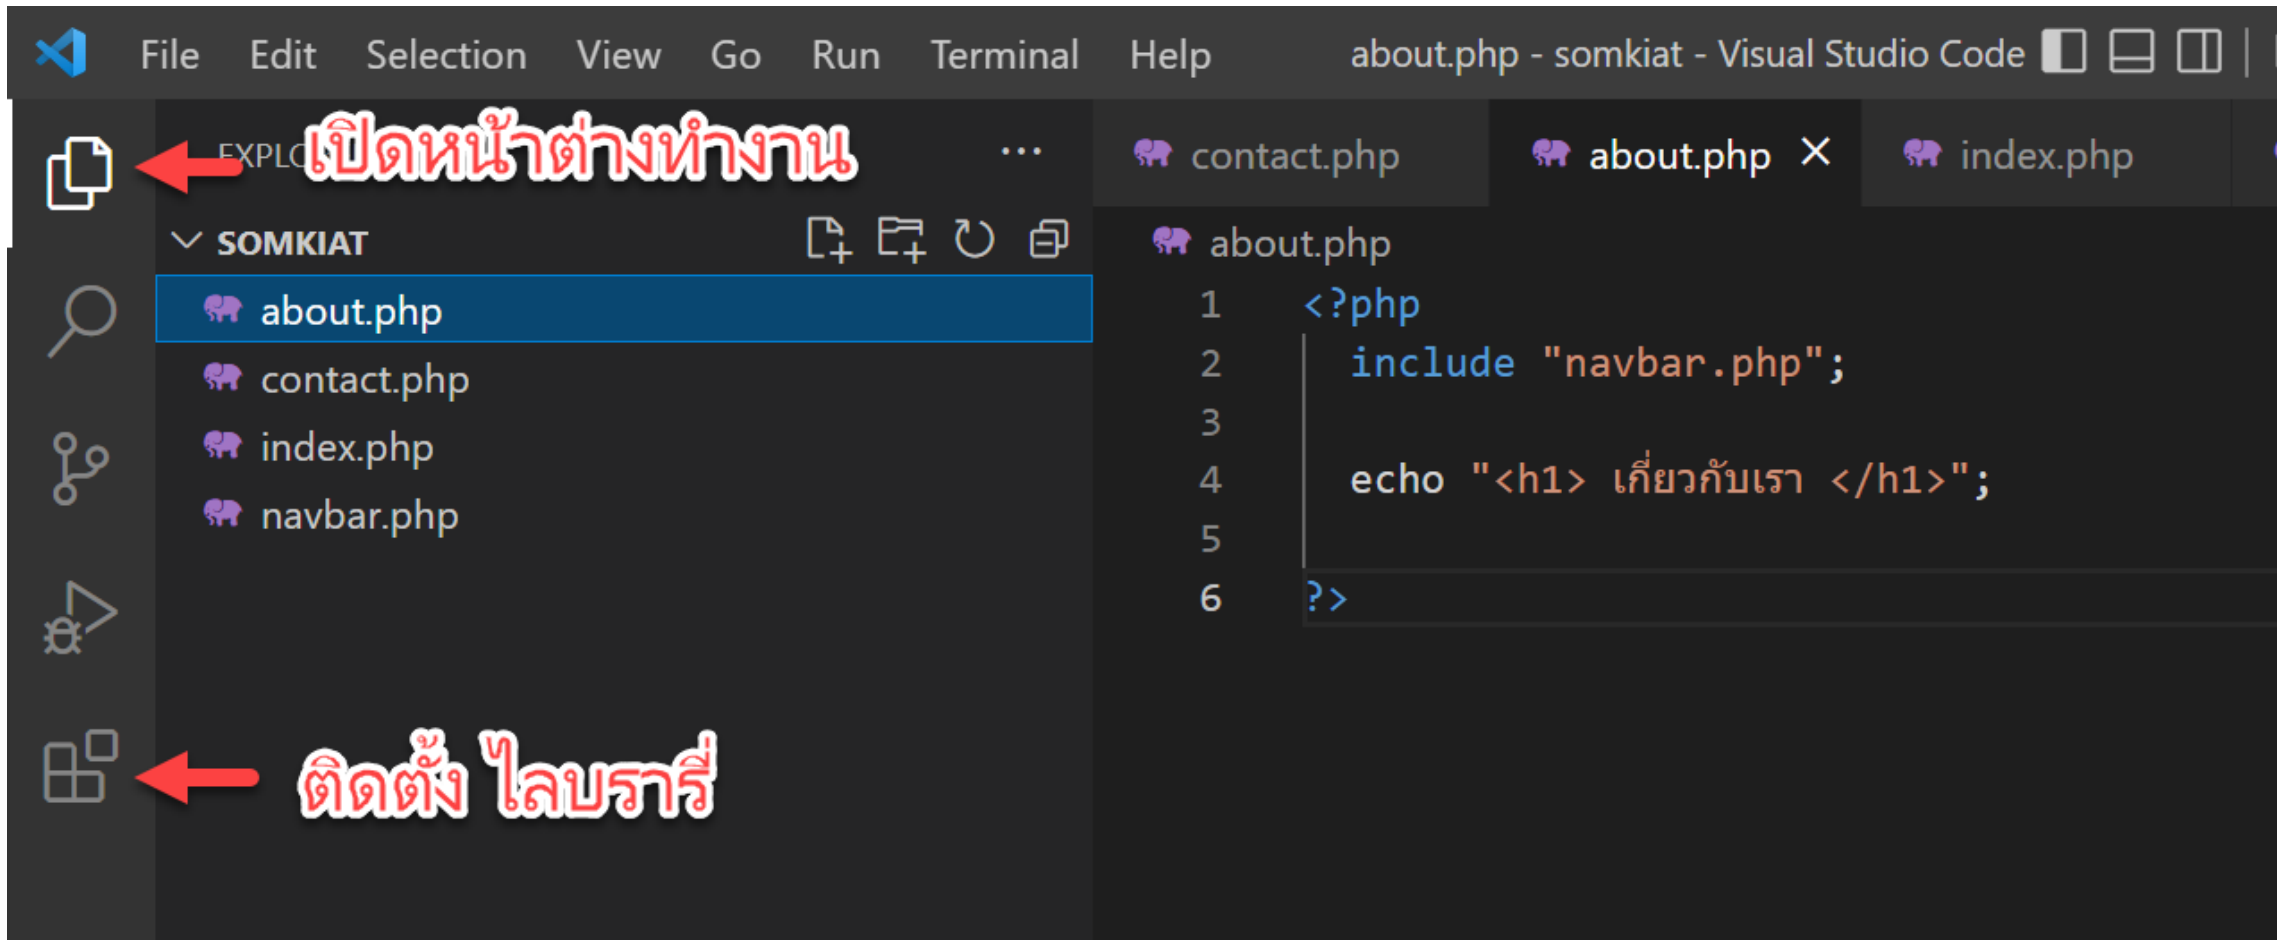 File Edit Selection View Go Run Terminal Help about.php - somkiat - Visual Studio Code
EXPLO
เปิดหน้าต่างทำงาน
contact.php about.php index.php
SOMKIAT
about.php
contact.php
index.php
navbar.php
ติดตั้ง ไลบรารี่
about.php
1 <?php
2 include "navbar.php";
3
4 echo "<h1> เกี่ยวกับเรา </h1>";
5
6 ?>